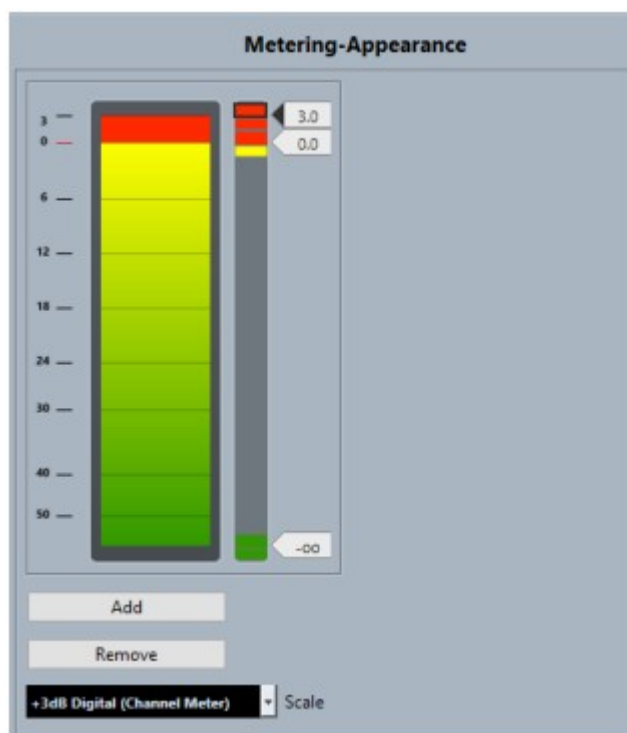 Metering-Appearance
3
0
6
12
18
24
30
40
50
3.0
0.0
-∞
Add
Remove
+3dB Digital (Channel Meter)
Scale